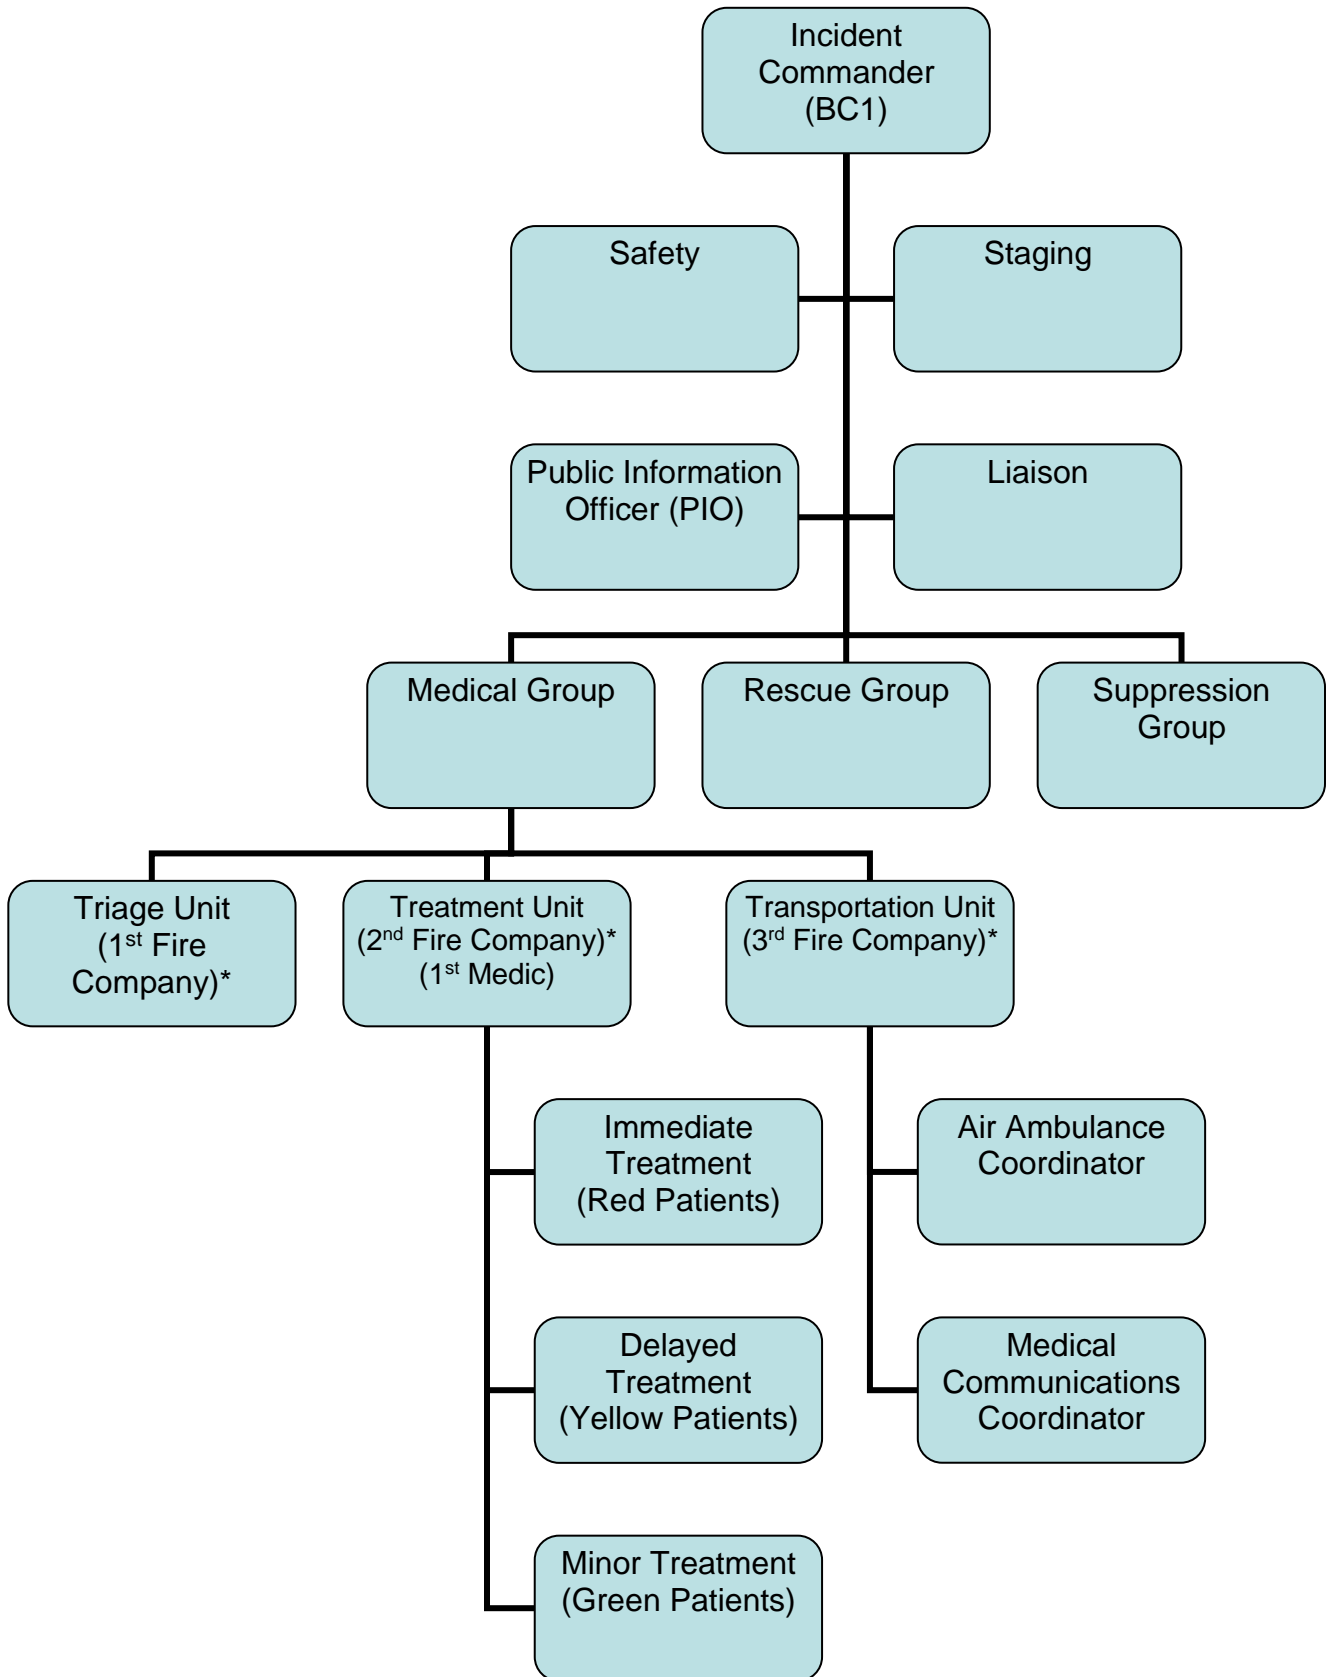 Incident
Commander
(BC1)
Safety
Staging
Public Information
Officer (PIO)
Liaison
Medical Group
Rescue Group
Suppression
Group
Triage Unit
(1st Fire
Company)*
Treatment Unit
(2nd Fire Company)*
(1st Medic)
Transportation Unit
(3rd Fire Company)*
Immediate
Treatment
(Red Patients)
Air Ambulance
Coordinator
Delayed
Treatment
(Yellow Patients)
Medical
Communications
Coordinator
Minor Treatment
(Green Patients)